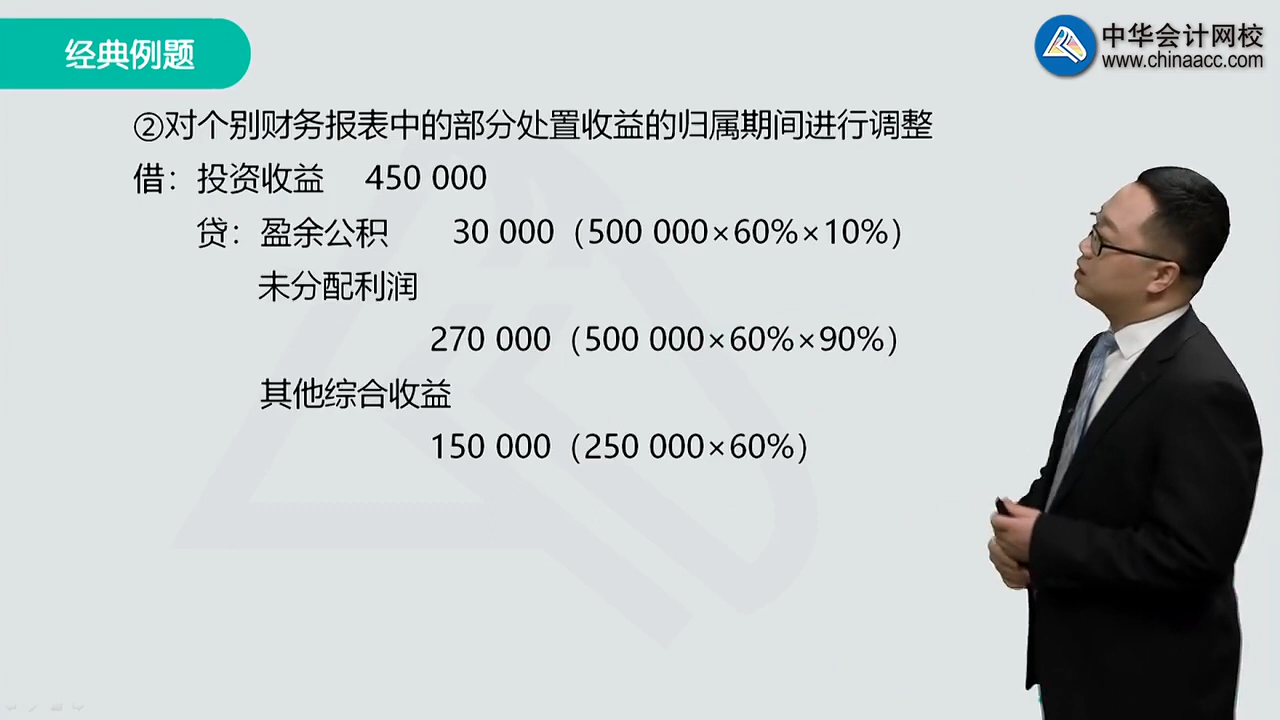 经典例题
中华会计网校
www.chinaacc.com
②对个别财务报表中的部分处置收益的归属期间进行调整
借：投资收益 450 000
贷：盈余公积 30 000（500 000×60%×10%）
未分配利润
270 000（500 000×60%×90%）
其他综合收益
150 000（250 000×60%）